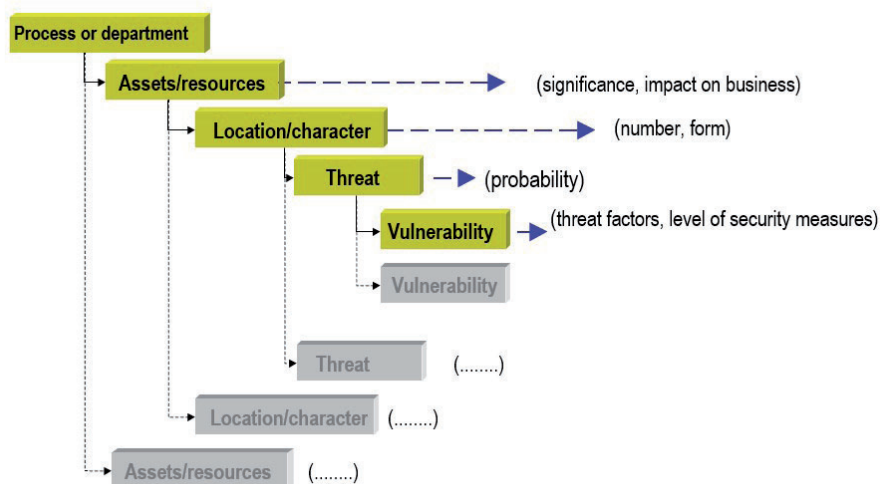 Process or department
Assets/resources (significance, impact on business)
Location/character (number, form)
Threat (probability)
Vulnerability (threat factors, level of security measures)
Vulnerability
Threat (........)
Location/character (........)
Assets/resources (........)